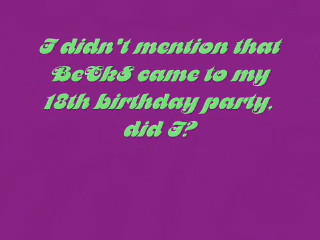 I didn't mention that
BeCkS came to my
18th birthday party,
did I?